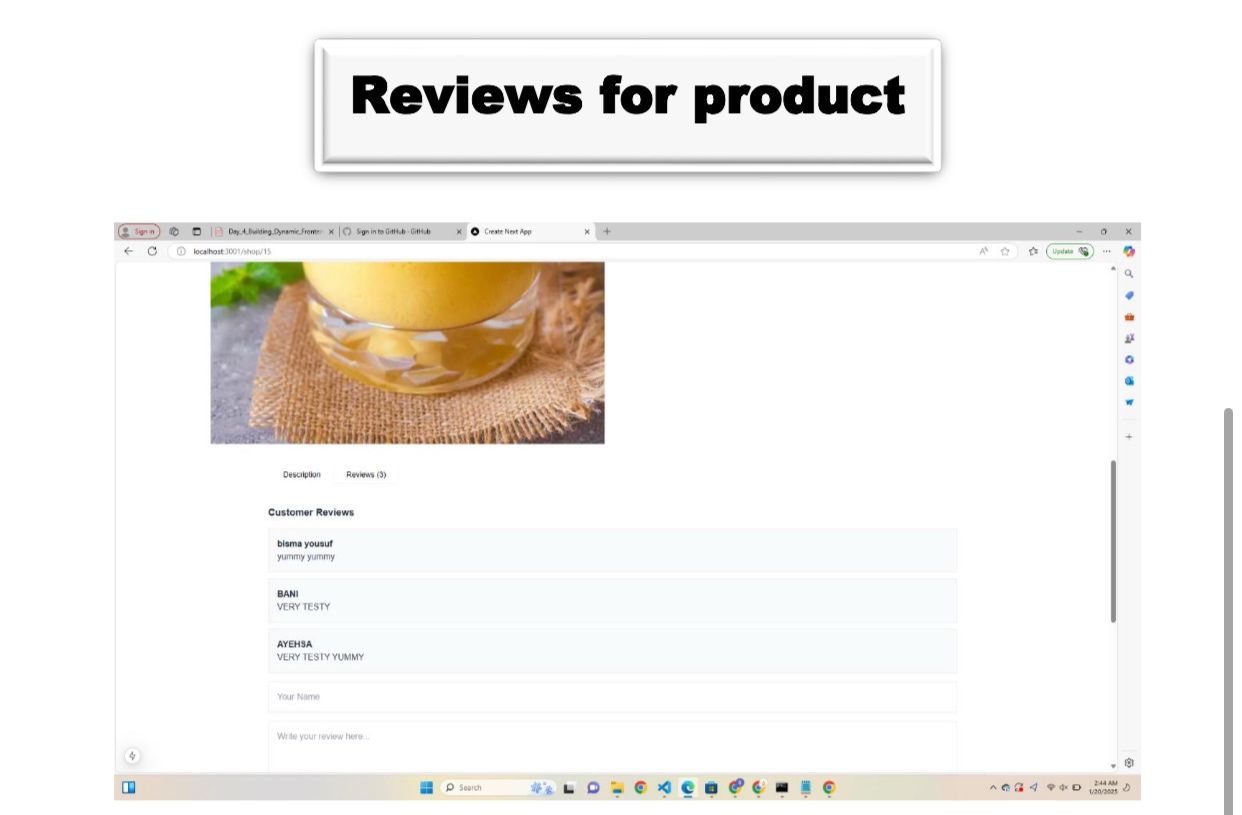 Reviews for product
Sign in
Day_4_Building_Dynamic_Fronten
Sign in to GitHub · GitHub
Create Next App
localhost:3001/shop/15
Update
Description
Reviews (3)
Customer Reviews
bisma yousuf
yummy yummy
BANI
VERY TESTY
AYEHSA
VERY TESTY YUMMY
Your Name
Write your review here...
Search
2:44 AM
1/20/2025